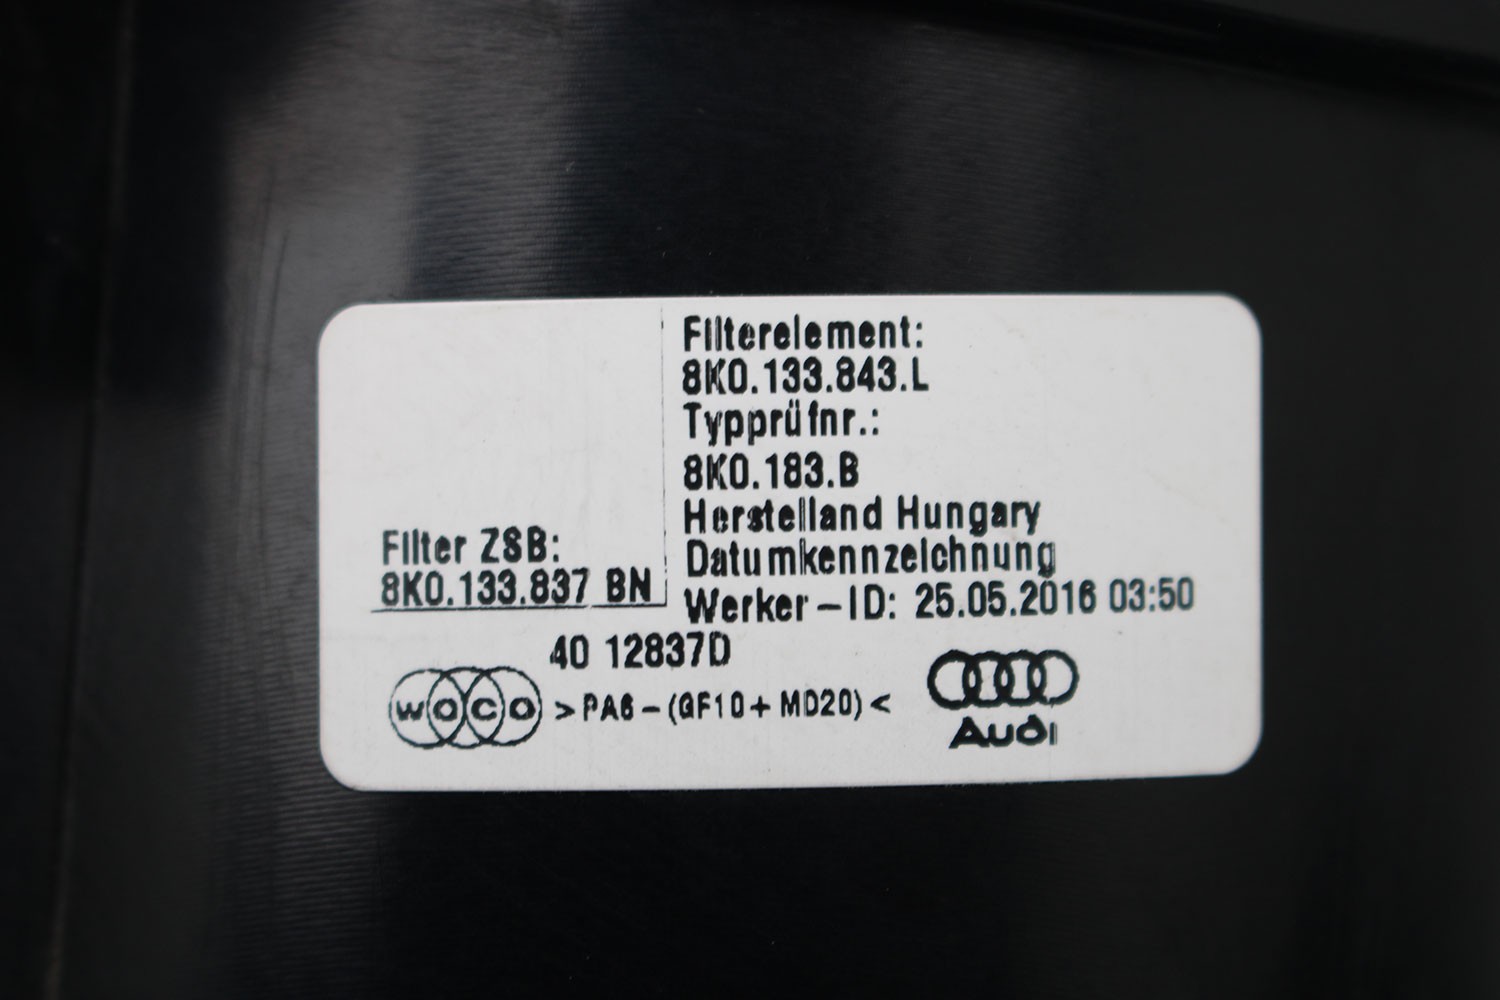 Filterelement:
8K0.133.843.L
Typprüfnr.:
8K0.183.B
Herstelland Hungary
Datumkennzeichnung
Werker-ID: 25.05.2016 03:50
Filter ZSB:
8K0.133.837 BN
40 12837D
woco >PA6-(GF10+ MD20)<
Audi